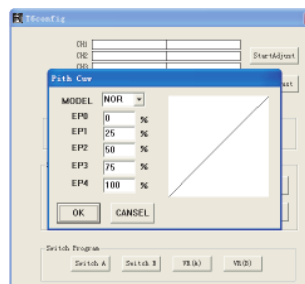 T6config
CH1
CH2
CH3
StartAdjust
Pith Cuv
MODEL NOR
EP0 0 %
EP1 25 %
EP2 50 %
EP3 75 %
EP4 100 %
OK CANSEL
Switch Program
Switch A Switch B VR(A) VR(B)